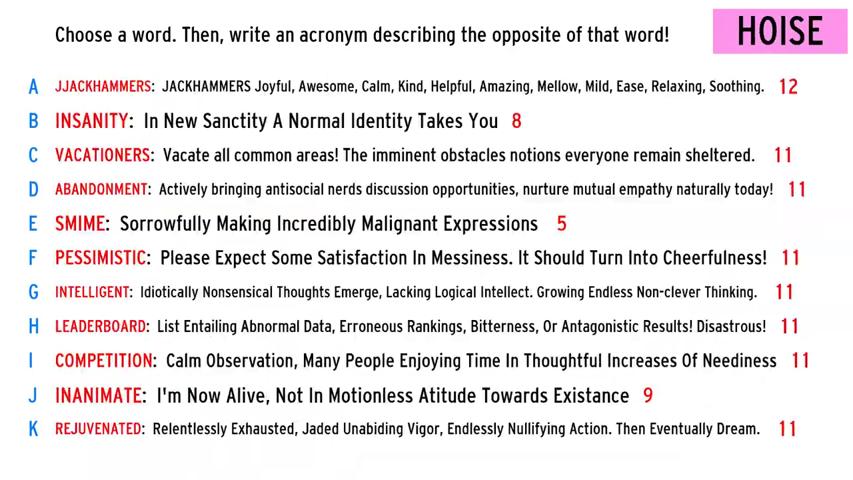 Choose a word. Then, write an acronym describing the opposite of that word!
HOISE
A JJACKHAMMERS: JACKHAMMERS Joyful, Awesome, Calm, Kind, Helpful, Amazing, Mellow, Mild, Ease, Relaxing, Soothing. 12
B INSANITY: In New Sanctity A Normal Identity Takes You 8
C VACATIONERS: Vacate all common areas! The imminent obstacles notions everyone remain sheltered. 11
D ABANDONMENT: Actively bringing antisocial nerds discussion opportunities, nurture mutual empathy naturally today! 11
E SMIME: Sorrowfully Making Incredibly Malignant Expressions 5
F PESSIMISTIC: Please Expect Some Satisfaction In Messiness. It Should Turn Into Cheerfulness! 11
G INTELLIGENT: Idiotically Nonsensical Thoughts Emerge, Lacking Logical Intellect. Growing Endless Non-clever Thinking. 11
H LEADERBOARD: List Entailing Abnormal Data, Erroneous Rankings, Bitterness, Or Antagonistic Results! Disastrous! 11
I COMPETITION: Calm Observation, Many People Enjoying Time In Thoughtful Increases Of Neediness 11
J INANIMATE: I'm Now Alive, Not In Motionless Atitude Towards Existance 9
K REJUVENATED: Relentlessly Exhausted, Jaded Unabiding Vigor, Endlessly Nullifying Action. Then Eventually Dream. 11